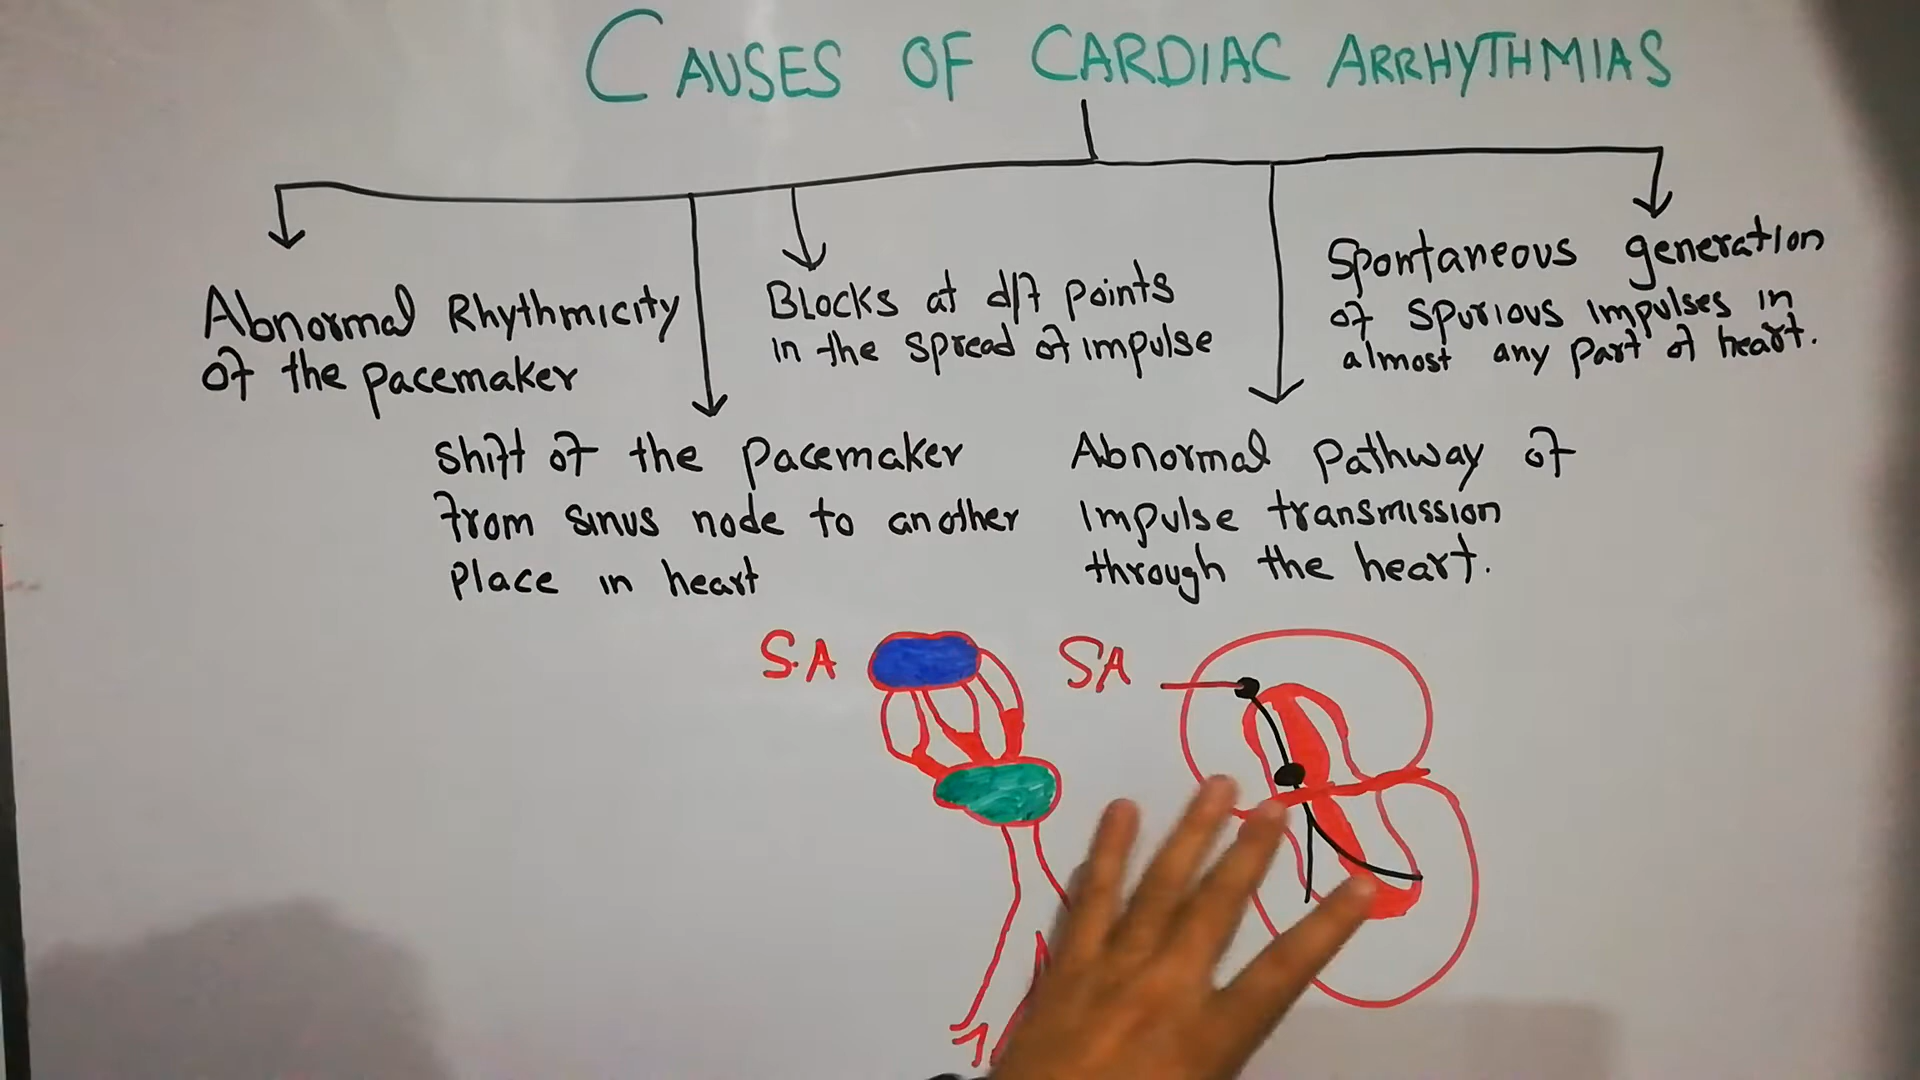 CAUSES OF CARDIAC ARRHYTHMIAS
Abnormal Rhythmicity
of the pacemaker
Shift of the pacemaker
from sinus node to another
place in heart
Blocks at d/f points
in the spread of impulse
Abnormal pathway of
impulse transmission
through the heart.
Spontaneous generation
of spurious impulses in
almost any part of heart.
S.A
SA